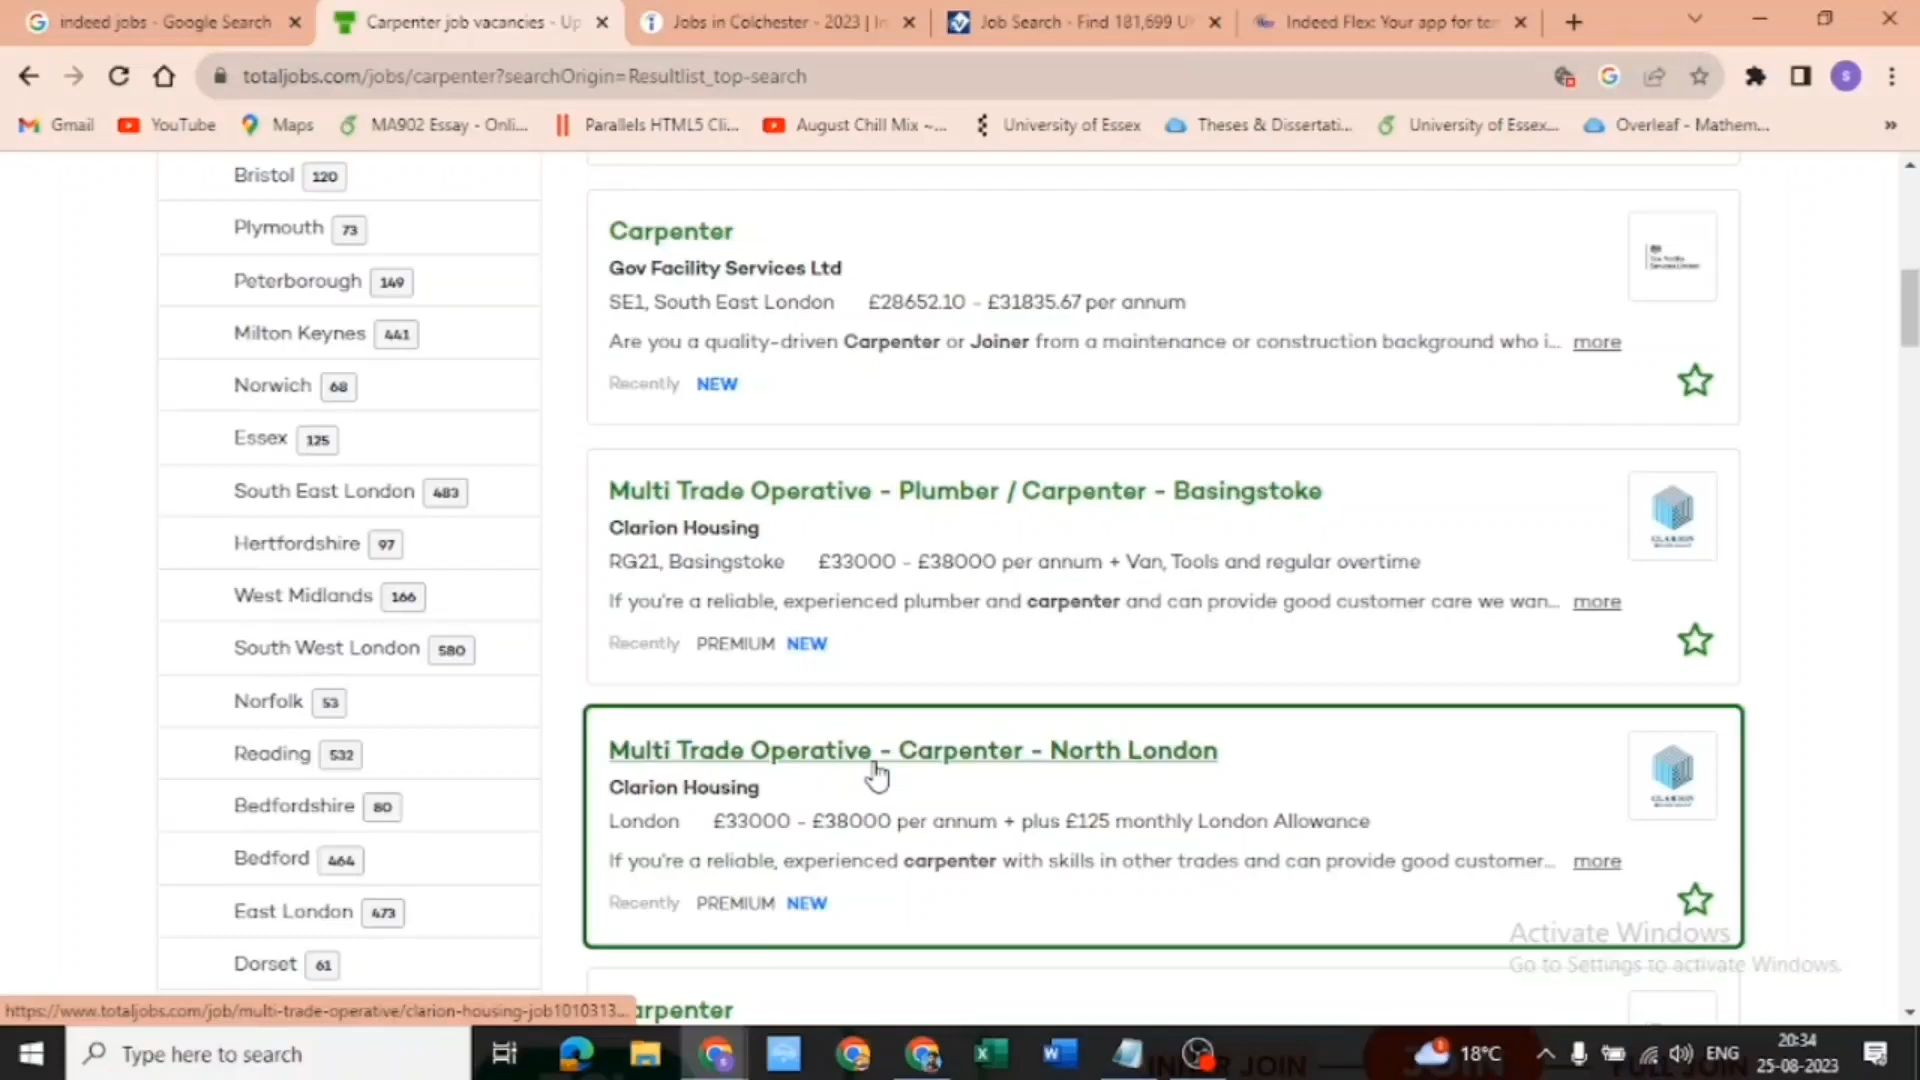 indeed jobs - Google Search
Carpenter job vacancies - Up
Jobs in Colchester - 2023 | In
Job Search - Find 181,699 U
Indeed Flex: Your app for tem
totaljobs.com/jobs/carpenter?searchOrigin=Resultlist_top-search
S
Gmail
YouTube
Maps
MA902 Essay - Onli...
Parallels HTML5 Cli...
August Chill Mix ~...
University of Essex
Theses & Dissertati...
University of Essex...
Overleaf - Mathem...
»
Bristol 120
Plymouth 73
Peterborough 149
Milton Keynes 441
Norwich 68
Essex 125
South East London 483
Hertfordshire 97
West Midlands 166
South West London 580
Norfolk 53
Reading 532
Bedfordshire 80
Bedford 464
East London 473
Dorset 61
Carpenter
Gov Facility Services Ltd
SE1, South East London £28652.10 - £31835.67 per annum
Are you a quality-driven Carpenter or Joiner from a maintenance or construction background who i... more
Recently NEW
Multi Trade Operative - Plumber / Carpenter - Basingstoke
Clarion Housing
RG21, Basingstoke £33000 - £38000 per annum + Van, Tools and regular overtime
If you're a reliable, experienced plumber and carpenter and can provide good customer care we wan... more
Recently PREMIUM NEW
CLARION
Multi Trade Operative - Carpenter - North London
Clarion Housing
London £33000 - £38000 per annum + plus £125 monthly London Allowance
If you're a reliable, experienced carpenter with skills in other trades and can provide good customer... more
Recently PREMIUM NEW
CLARION
Activate Windows
Go to Settings to activate Windows.
arpenter
https://www.totaljobs.com/job/multi-trade-operative/clarion-housing-job1010313...
Type here to search
18°C
ENG
20:34
25-08-2023